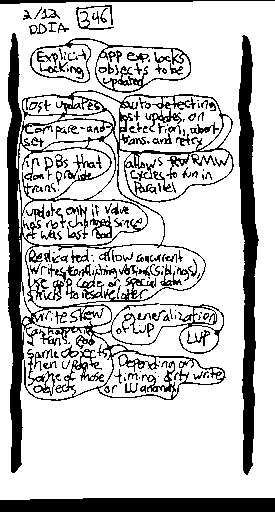 2/12 346
DDIA
Explicit app exp. locks
Locking objects to be
updated
lost updates auto-detecting
lost updates, on
Compare-and- detection, abort
set trans. and retry
in DBs that allows RW RMW
don't provide cycles to run in
trans. Parallel
update only if value
has not changed since
it was last read
Replicated: allow concurrent
writes, conflicting versions (siblings),
use app code or special data
structs to resolve later
write skew generalization
can happen if of LUP
2 trans. read LUP
same objects,
then update Depending on
some of those timing: dirty write
objects or LU anomaly